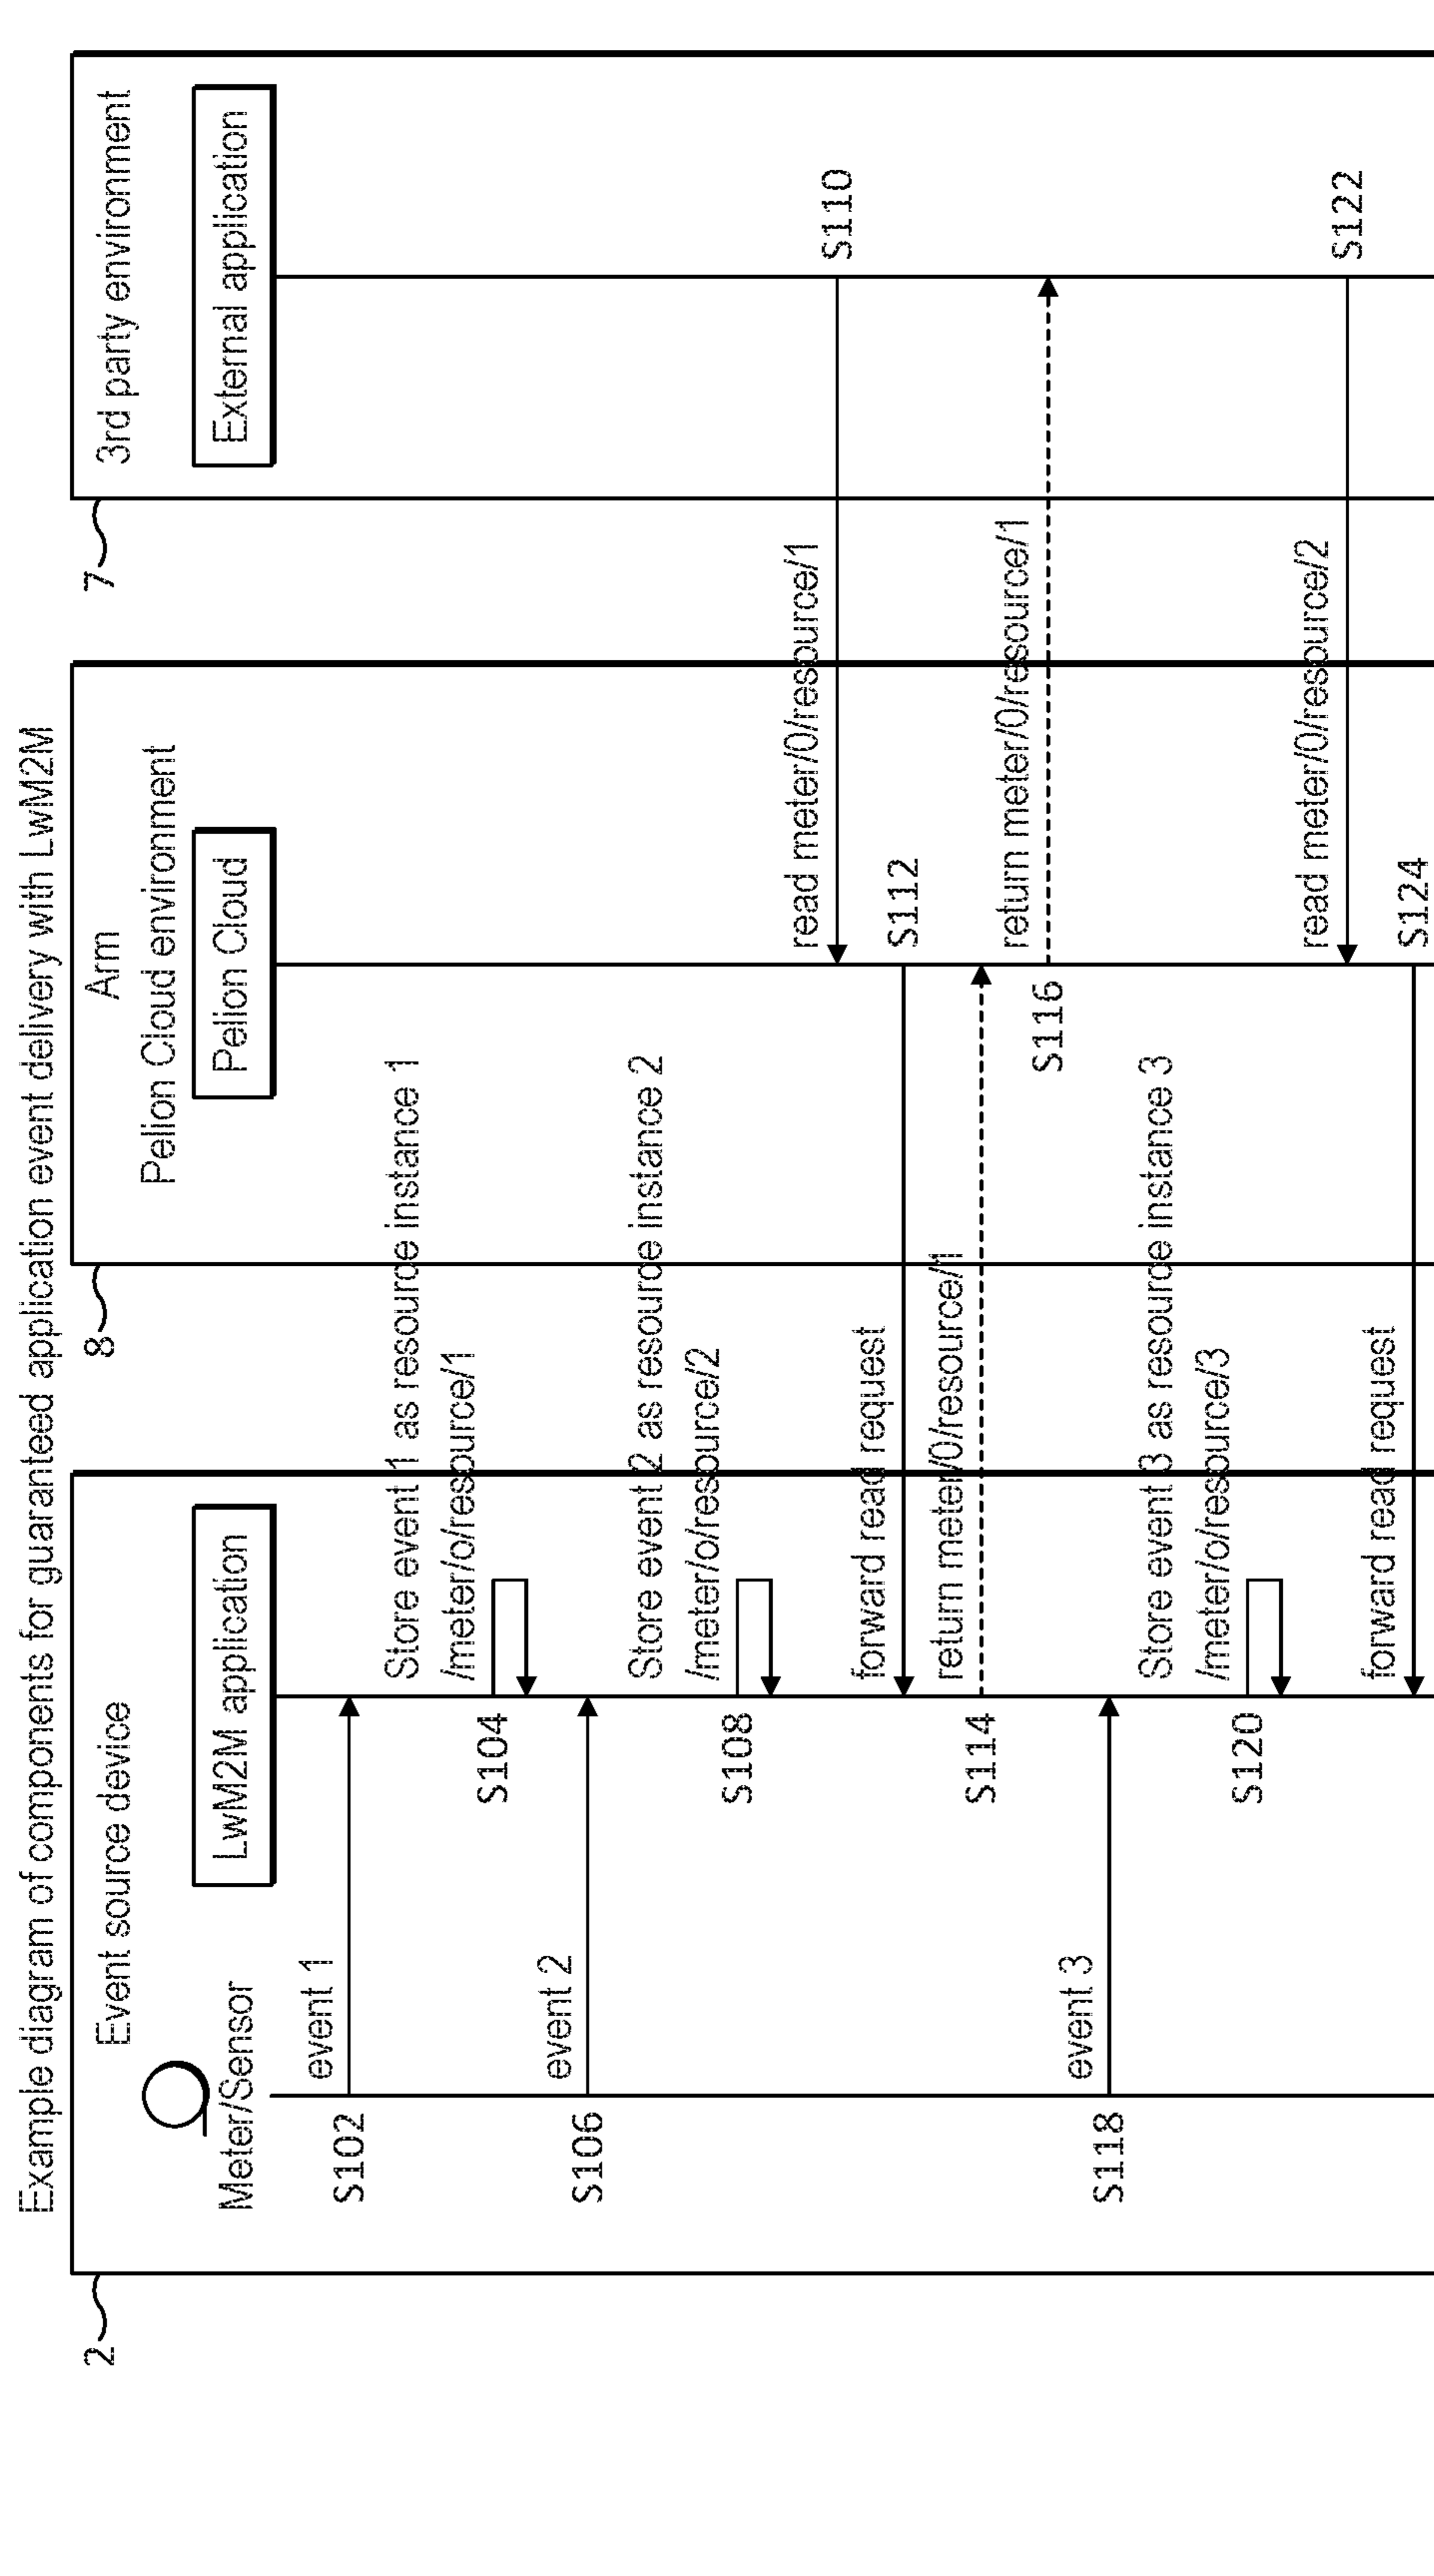 Example diagram of components for guaranteed application event delivery with LwM2M
2
Event source device
Meter/Sensor
LwM2M application
8
Arm
Pelion Cloud environment
Pelion Cloud
7
3rd party environment
External application
S102
event 1
Store event 1 as resource instance 1
/meter/o/resource/1
S104
S106
event 2
Store event 2 as resource instance 2
/meter/o/resource/2
S108
read meter/0/resource/1
S110
forward read request
S112
return meter/0/resource/1
S114
return meter/0/resource/1
S116
S118
event 3
Store event 3 as resource instance 3
/meter/o/resource/3
S120
read meter/0/resource/2
S122
forward read request
S124